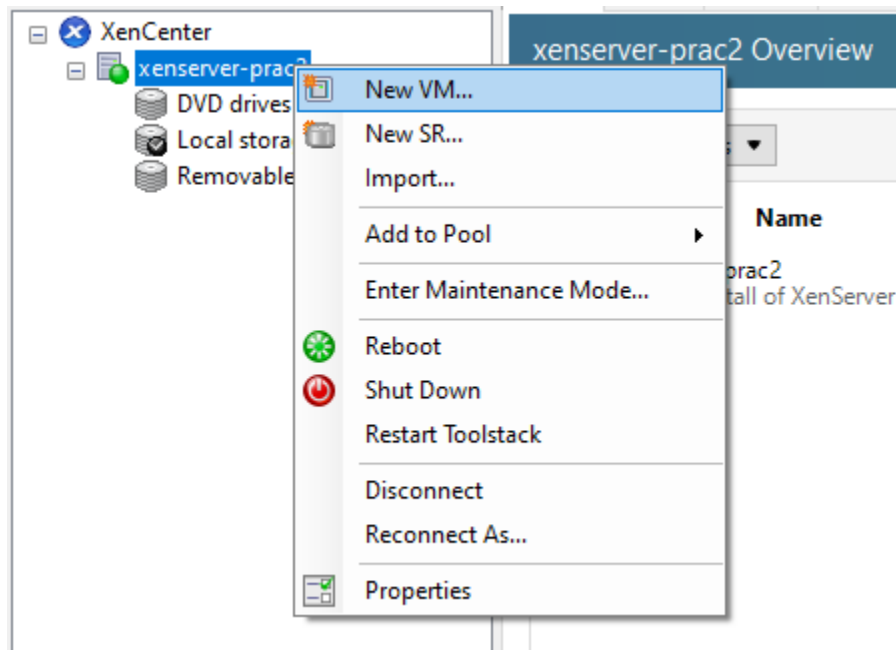 XenCenter
xenserver-prac2
DVD drives
Local stora
Removable
New VM...
New SR...
Import...
Add to Pool
Enter Maintenance Mode...
Reboot
Shut Down
Restart Toolstack
Disconnect
Reconnect As...
Properties
xenserver-prac2 Overview
Name
prac2
tall of XenServer